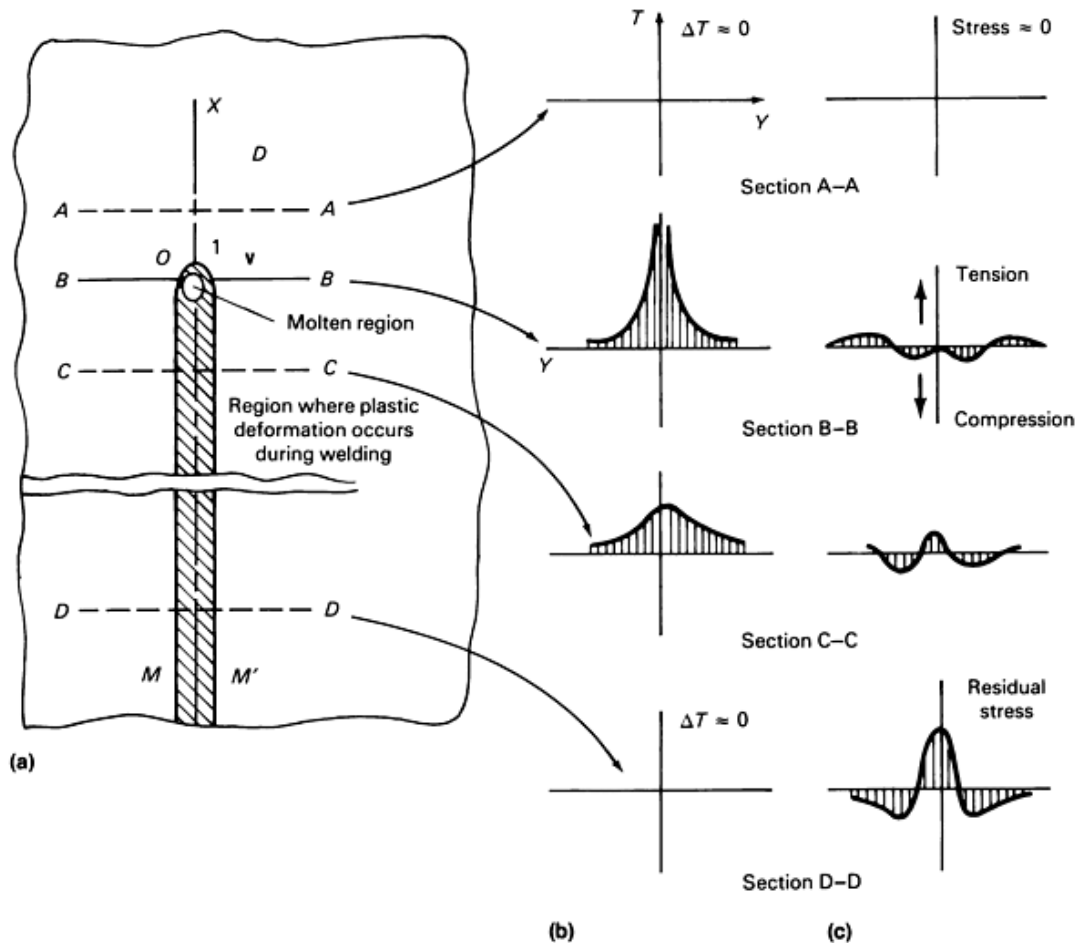 X
D
A
A
O
1
v
B
B
Molten region
C
C
Region where plastic
deformation occurs
during welding
D
D
M
M′
(a)
T
ΔT ≈ 0
Y
Stress ≈ 0
Section A–A
Y
Tension
Compression
Section B–B
Section C–C
ΔT ≈ 0
Residual
stress
Section D–D
(b)
(c)